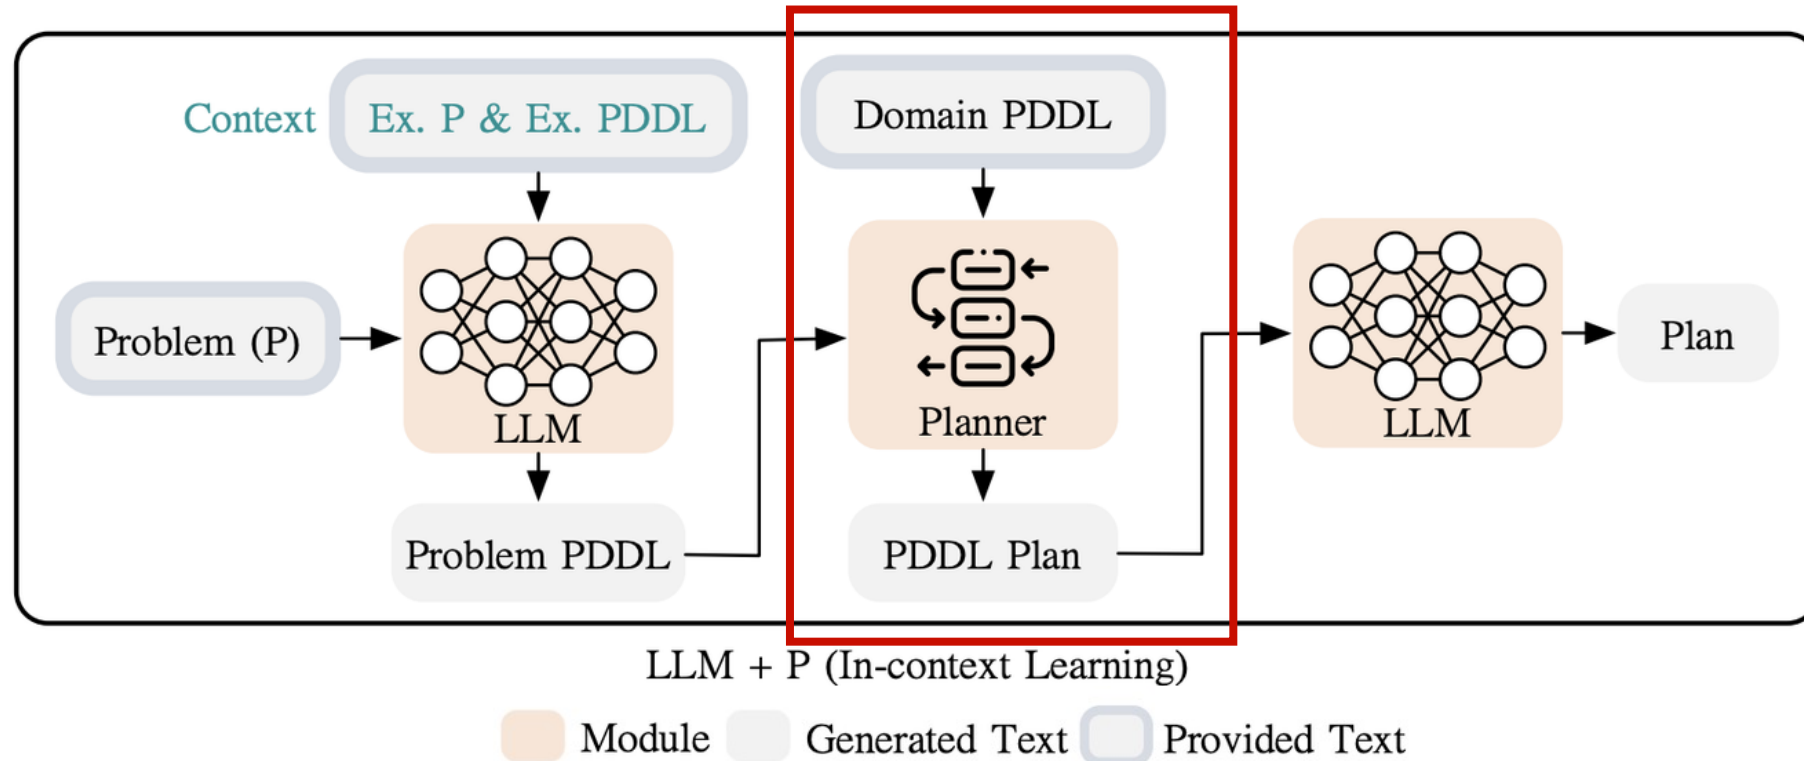 Context
Ex. P & Ex. PDDL
Domain PDDL
Problem (P)
LLM
Planner
LLM
Plan
Problem PDDL
PDDL Plan
LLM + P (In-context Learning)
Module
Generated Text
Provided Text